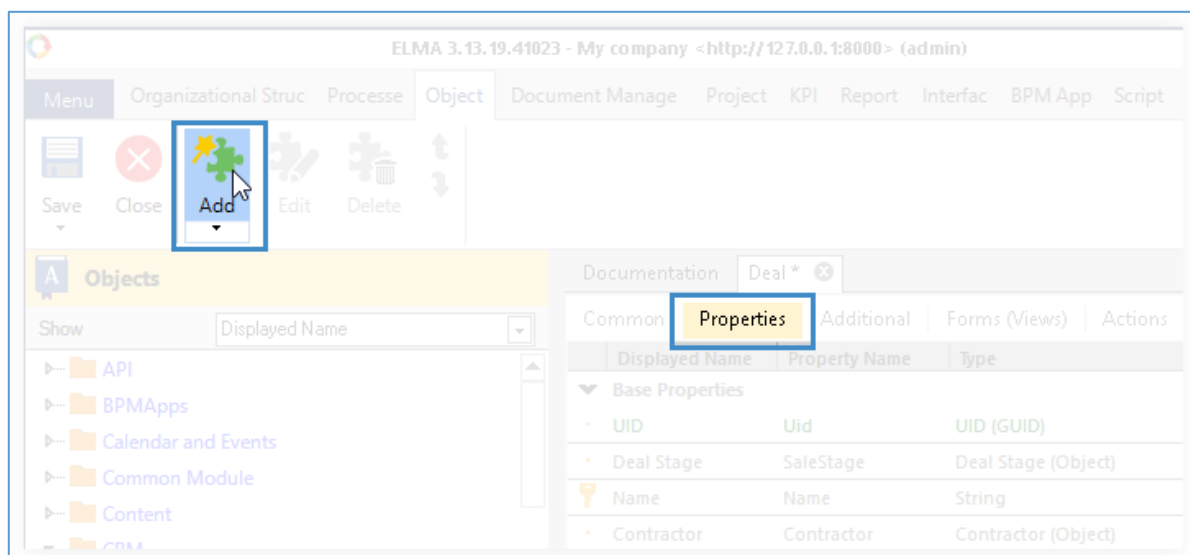 ELMA 3.13.19.41023 - My company <http://127.0.0.1:8000> (admin)
Menu Organizational Struc Processe Object Document Manage Project KPI Report Interfac BPM App Script
Save Close Add Edit Delete
A Objects
Documentation Deal *
Show Displayed Name
Common Properties Additional Forms (Views) Actions
Displayed Name Property Name Type
API
Base Properties
BPMApps
UID Uid UID (GUID)
Calendar and Events
Deal Stage SaleStage Deal Stage (Object)
Common Module
Name Name String
Content
Contractor Contractor Contractor (Object)
CRM